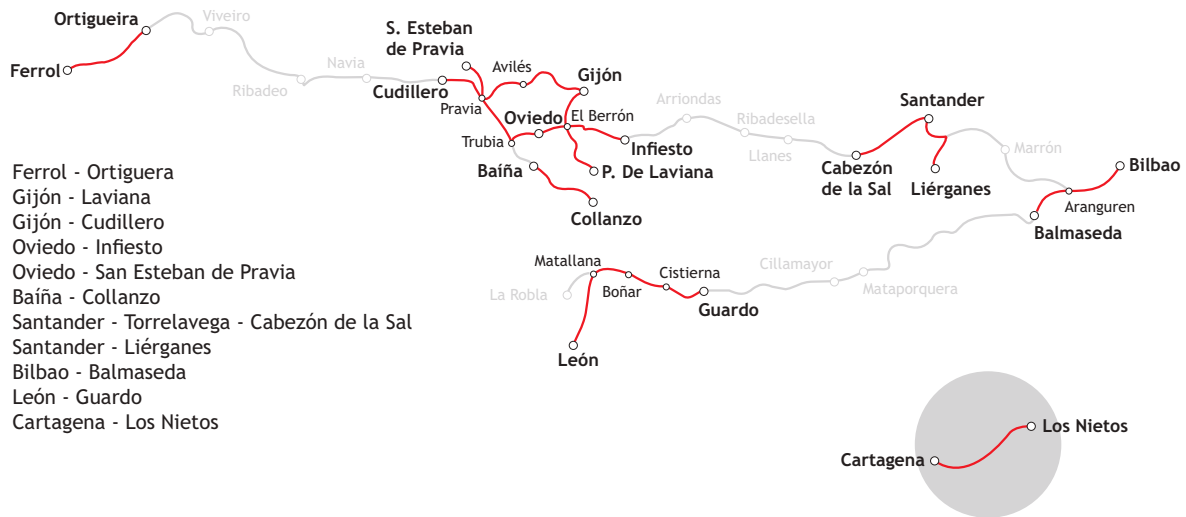 Ortigueira
Viveiro
Ferrol
Ribadeo
Navia
S. Esteban
de Pravia
Cudillero
Avilés
Pravia
Gijón
Oviedo
El Berrón
Trubia
Infiesto
Baíña
P. De Laviana
Collanzo
Arriondas
Ribadesella
Llanes
Santander
Cabezón
de la Sal
Liérganes
Marrón
Bilbao
Aranguren
Balmaseda
Matallana
Cistierna
La Robla
Boñar
Guardo
Cillamayor
Mataporquera
León
Ferrol - Ortiguera
Gijón - Laviana
Gijón - Cudillero
Oviedo - Infiesto
Oviedo - San Esteban de Pravia
Baíña - Collanzo
Santander - Torrelavega - Cabezón de la Sal
Santander - Liérganes
Bilbao - Balmaseda
León - Guardo
Cartagena - Los Nietos
Los Nietos
Cartagena